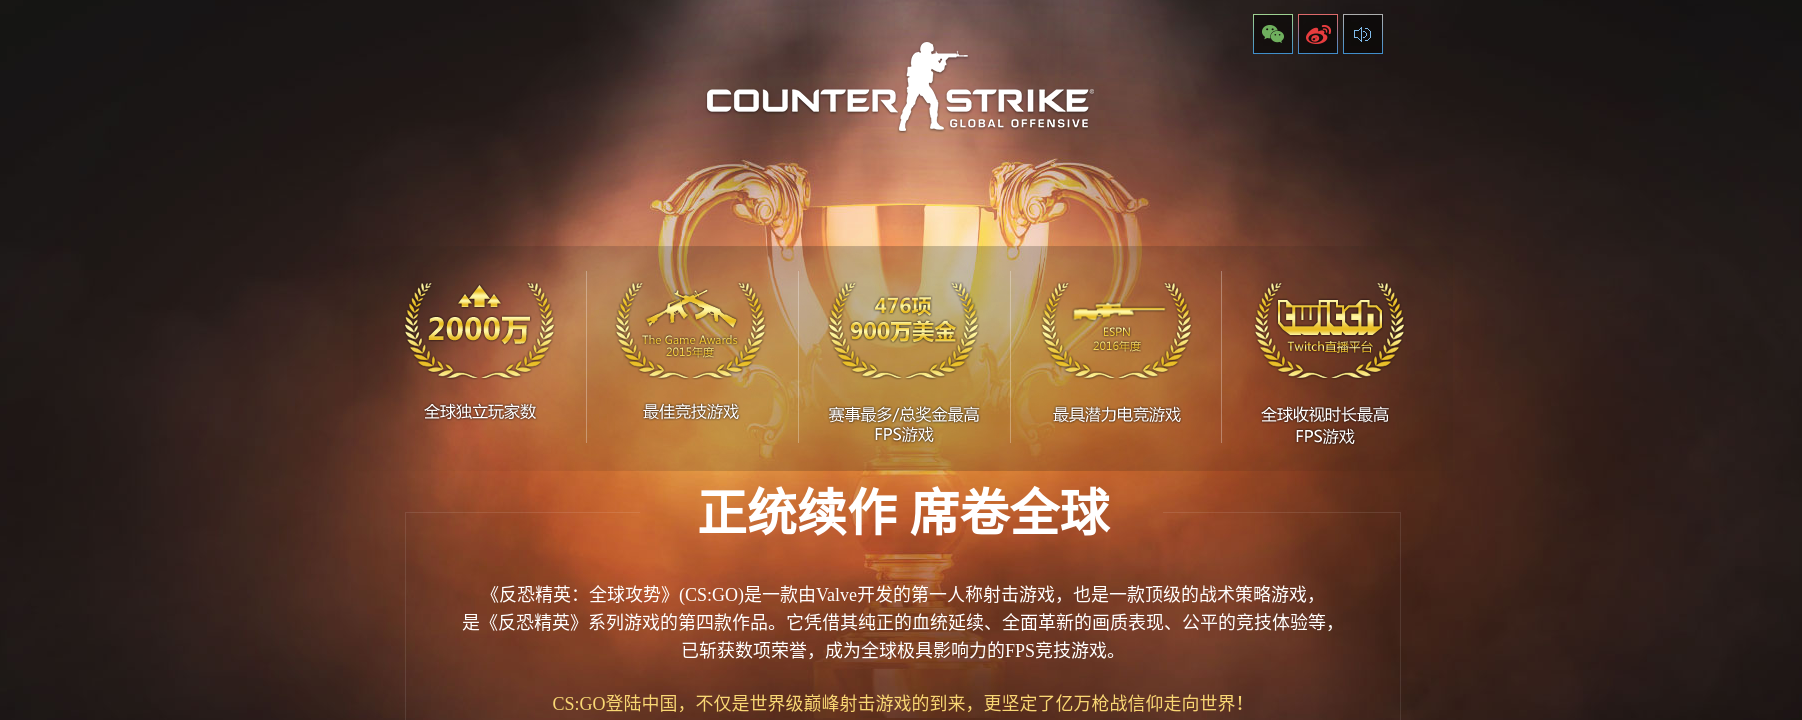 COUNTER STRIKE®
GLOBAL OFFENSIVE
2000万
全球独立玩家数
The Game Awards
2015年度
最佳竞技游戏
476项
900万美金
赛事最多/总奖金最高
FPS游戏
ESPN
2016年度
最具潜力电竞游戏
twitch
Twitch直播平台
全球收视时长最高
FPS游戏
正统续作 席卷全球
《反恐精英：全球攻势》(CS:GO)是一款由Valve开发的第一人称射击游戏，也是一款顶级的战术策略游戏，
是《反恐精英》系列游戏的第四款作品。它凭借其纯正的血统延续、全面革新的画质表现、公平的竞技体验等，
已斩获数项荣誉，成为全球极具影响力的FPS竞技游戏。
CS:GO登陆中国，不仅是世界级巅峰射击游戏的到来，更坚定了亿万枪战信仰走向世界！